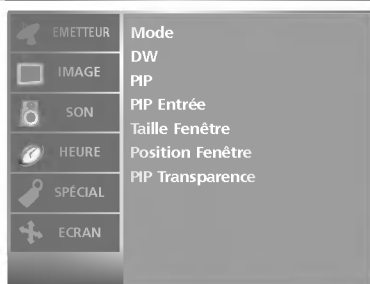 EMETTEUR
IMAGE
SON
HEURE
SPÉCIAL
ECRAN
Mode
DW
PIP
PIP Entrée
Taille Fenêtre
Position Fenêtre
PIP Transparence